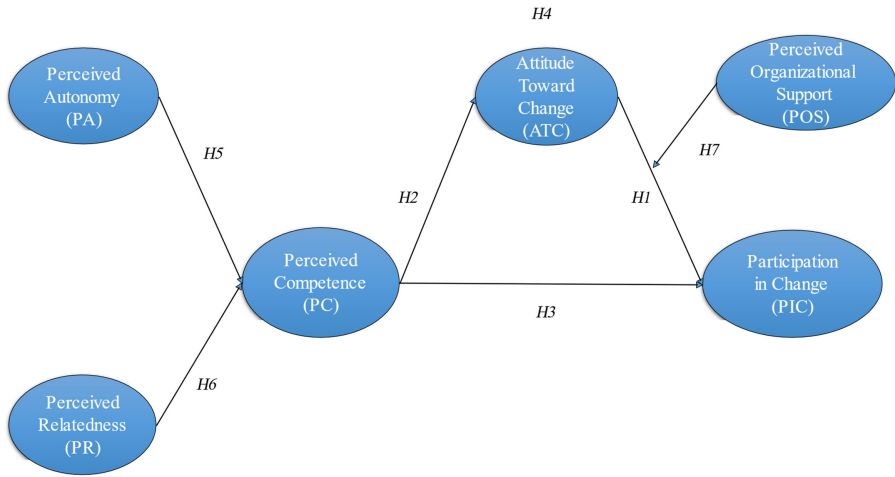 H4
Perceived
Autonomy
(PA)
Attitude
Toward
Change
(ATC)
Perceived
Organizational
Support
(POS)
H5
H7
H2
H1
Perceived
Competence
(PC)
Participation
in Change
(PIC)
H3
H6
Perceived
Relatedness
(PR)